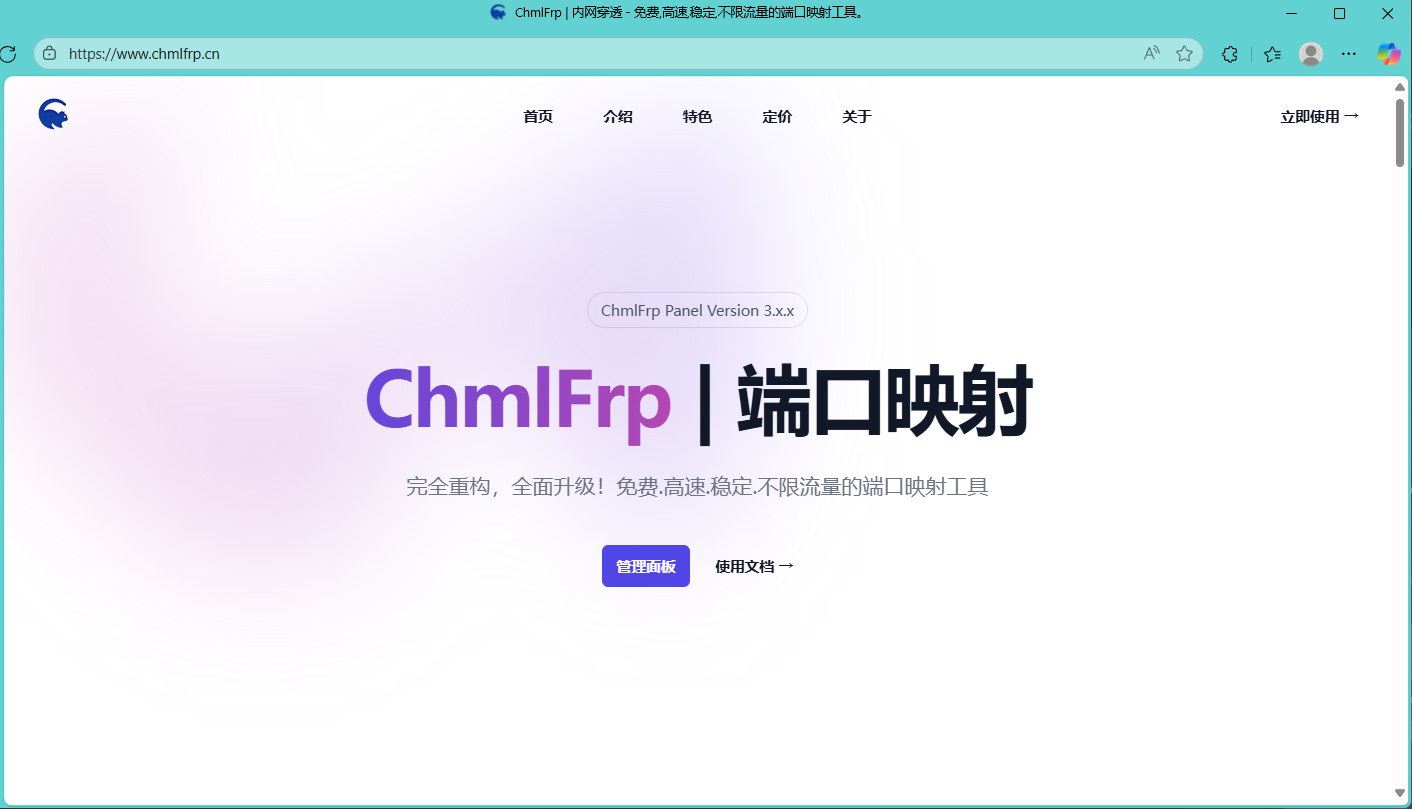 ChmlFrp | 内网穿透 - 免费,高速,稳定,不限流量的端口映射工具。
https://www.chmlfrp.cn
首页 介绍 特色 定价 关于 立即使用 →
ChmlFrp Panel Version 3.x.x
ChmlFrp | 端口映射
完全重构，全面升级！免费.高速.稳定.不限流量的端口映射工具
管理面板 使用文档 →